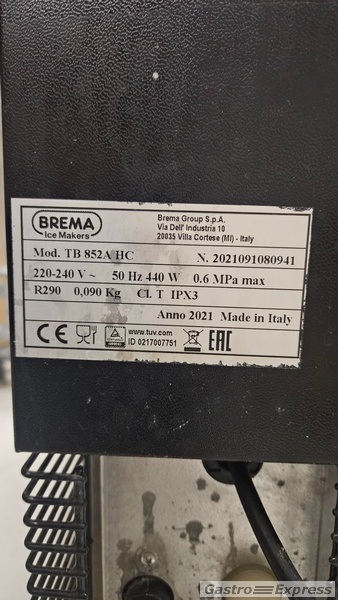 BREMA
Ice Makers
Brema Group S.p.A.
Via Dell' Industria 10
20035 Villa Cortese (MI) - Italy
Mod. TB 852A HC N. 2021091080941
220-240 V ~ 50 Hz 440 W 0.6 MPa max
R290 0,090 Kg Cl. T IPX3
Anno 2021 Made in Italy
CE
www.tuv.com
ID 0217007751
EAC
Gastro Express